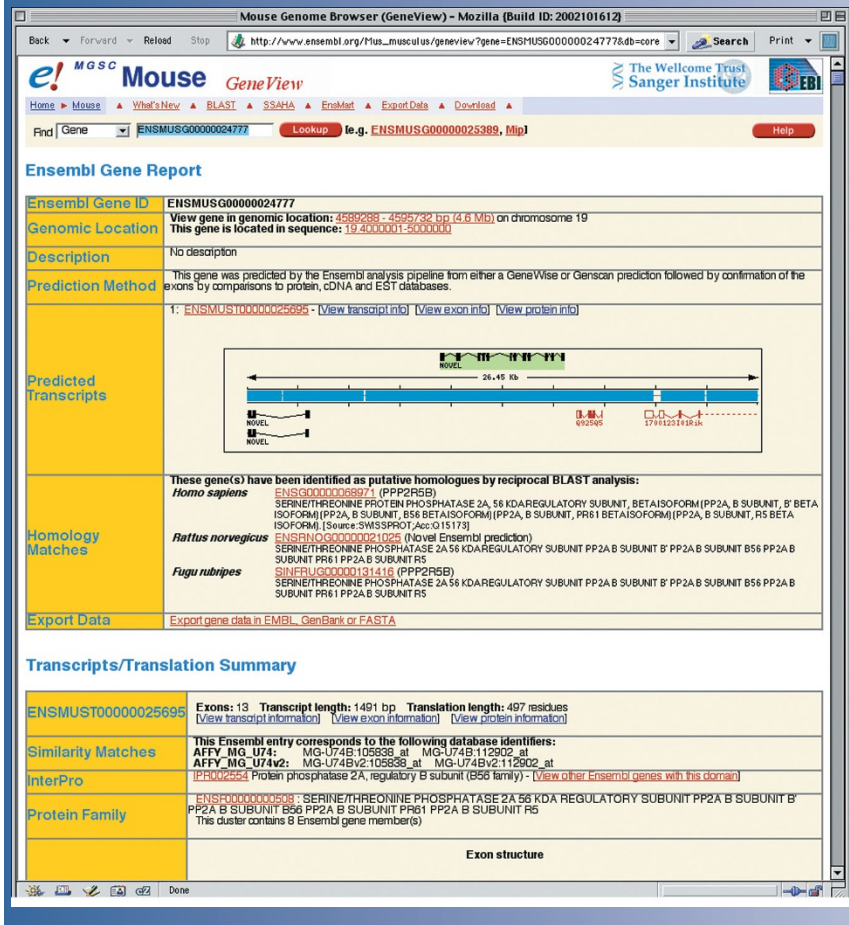 Mouse Genome Browser (GeneView) – Mozilla {Build ID: 2002101612}
Back Forward Reload Stop http://www.ensembl.org/Mus_musculus/geneview?gene=ENSMUSG00000024777&db=core Search Print
e! MGSC Mouse GeneView The Wellcome Trust Sanger Institute EBI
Home Mouse What's New BLAST SSAHA EnsMart Export Data Download
Find Gene ENSMUSG00000024777 Lookup [e.g. ENSMUSG00000025389, Mip] Help
Ensembl Gene Report
Ensembl Gene ID ENSMUSG00000024777
Genomic Location View gene in genomic location: 4589288 - 4595732 bp (4.6 Mb) on chromosome 19
This gene is located in sequence: 19.4000001-5000000
Description No description
Prediction Method This gene was predicted by the Ensembl analysis pipeline from either a GeneWise or Genscan prediction followed by confirmation of the
exons by comparisons to protein, cDNA and EST databases.
Predicted Transcripts 1: ENSMUST00000025695 - [View transcript info] [View exon info] [View protein info]
NOVEL
26.45 Kb
NOVEL Q925Q5 1700123I01Rik
NOVEL
Homology Matches These gene(s) have been identified as putative homologues by reciprocal BLAST analysis:
Homo sapiens ENSG00000068971 (PPP2R5B)
SERINE/THREONINE PROTEIN PHOSPHATASE 2A, 56 KDA REGULATORY SUBUNIT, BETA ISOFORM (PP2A, B SUBUNIT, B' BETA
ISOFORM) (PP2A, B SUBUNIT, B56 BETA ISOFORM) (PP2A, B SUBUNIT, PR61 BETA ISOFORM) (PP2A, B SUBUNIT, R5 BETA
ISOFORM). [Source:SWISSPROT;Acc:Q15173]
Rattus norvegicus ENSRNOG00000021025 (Novel Ensembl prediction)
SERINE/THREONINE PHOSPHATASE 2A 56 KDA REGULATORY SUBUNIT PP2A B SUBUNIT B' PP2A B SUBUNIT B56 PP2A B
SUBUNIT PR61 PP2A B SUBUNIT R5
Fugu rubripes SINFRUG00000131416 (PPP2R5B)
SERINE/THREONINE PHOSPHATASE 2A 56 KDA REGULATORY SUBUNIT PP2A B SUBUNIT B' PP2A B SUBUNIT B56 PP2A B
SUBUNIT PR61 PP2A B SUBUNIT R5
Export Data Export gene data in EMBL, GenBank or FASTA
Transcripts/Translation Summary
ENSMUST00000025695 Exons: 13 Transcript length: 1491 bp Translation length: 497 residues
[View transcript information] [View exon information] [View protein information]
Similarity Matches This Ensembl entry corresponds to the following database identifiers:
AFFY_MG_U74: MG-U74B:105838_at MG-U74B:112902_at
AFFY_MG_U74v2: MG-U74Bv2:105838_at MG-U74Bv2:112902_at
InterPro IPR002554 Protein phosphatase 2A, regulatory B subunit (B56 family) - [View other Ensembl genes with this domain]
Protein Family ENSF00000000508 : SERINE/THREONINE PHOSPHATASE 2A 56 KDA REGULATORY SUBUNIT PP2A B SUBUNIT B'
PP2A B SUBUNIT B56 PP2A B SUBUNIT PR61 PP2A B SUBUNIT R5
This cluster contains 8 Ensembl gene member(s)
Exon structure
Done